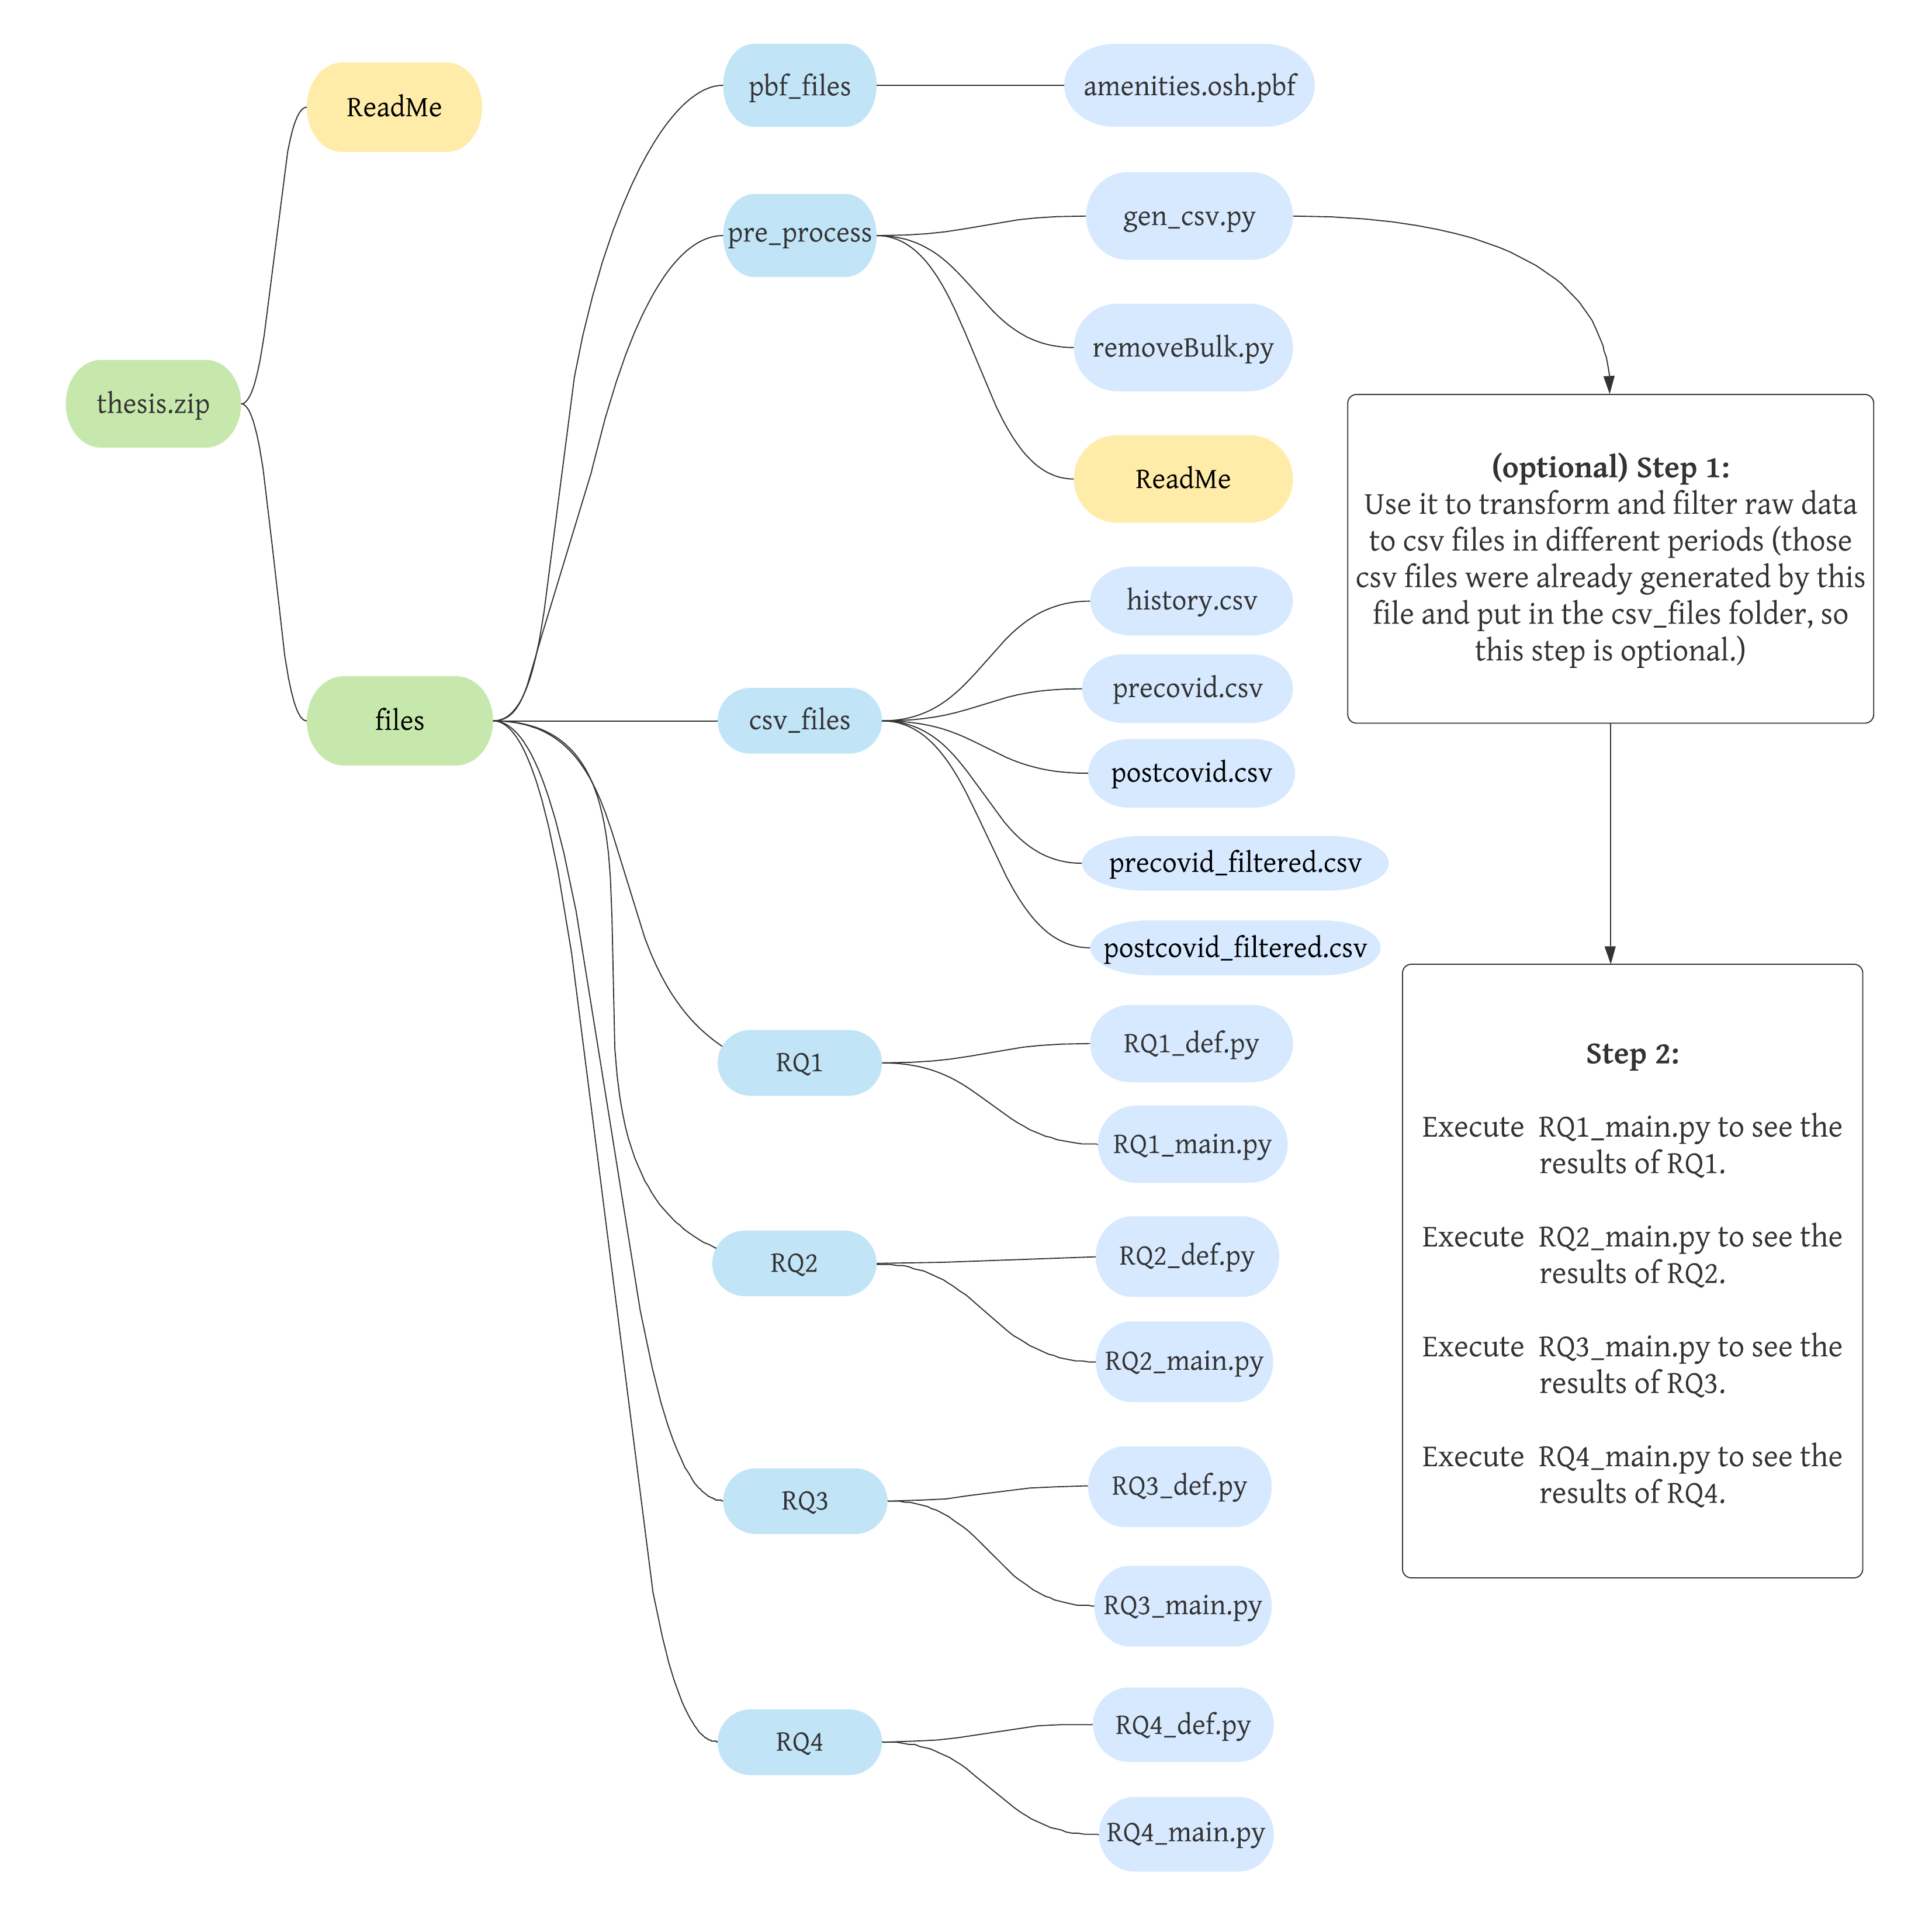 ReadMe
thesis.zip
files
pbf_files
amenities.osh.pbf
pre_process
gen_csv.py
removeBulk.py
ReadMe
csv_files
history.csv
precovid.csv
postcovid.csv
precovid_filtered.csv
postcovid_filtered.csv
RQ1
RQ1_def.py
RQ1_main.py
RQ2
RQ2_def.py
RQ2_main.py
RQ3
RQ3_def.py
RQ3_main.py
RQ4
RQ4_def.py
RQ4_main.py
(optional) Step 1:
Use it to transform and filter raw data
to csv files in different periods (those
csv files were already generated by this
file and put in the csv_files folder, so
this step is optional.)
Step 2:
Execute  RQ1_main.py to see the
results of RQ1.
Execute  RQ2_main.py to see the
results of RQ2.
Execute  RQ3_main.py to see the
results of RQ3.
Execute  RQ4_main.py to see the
results of RQ4.